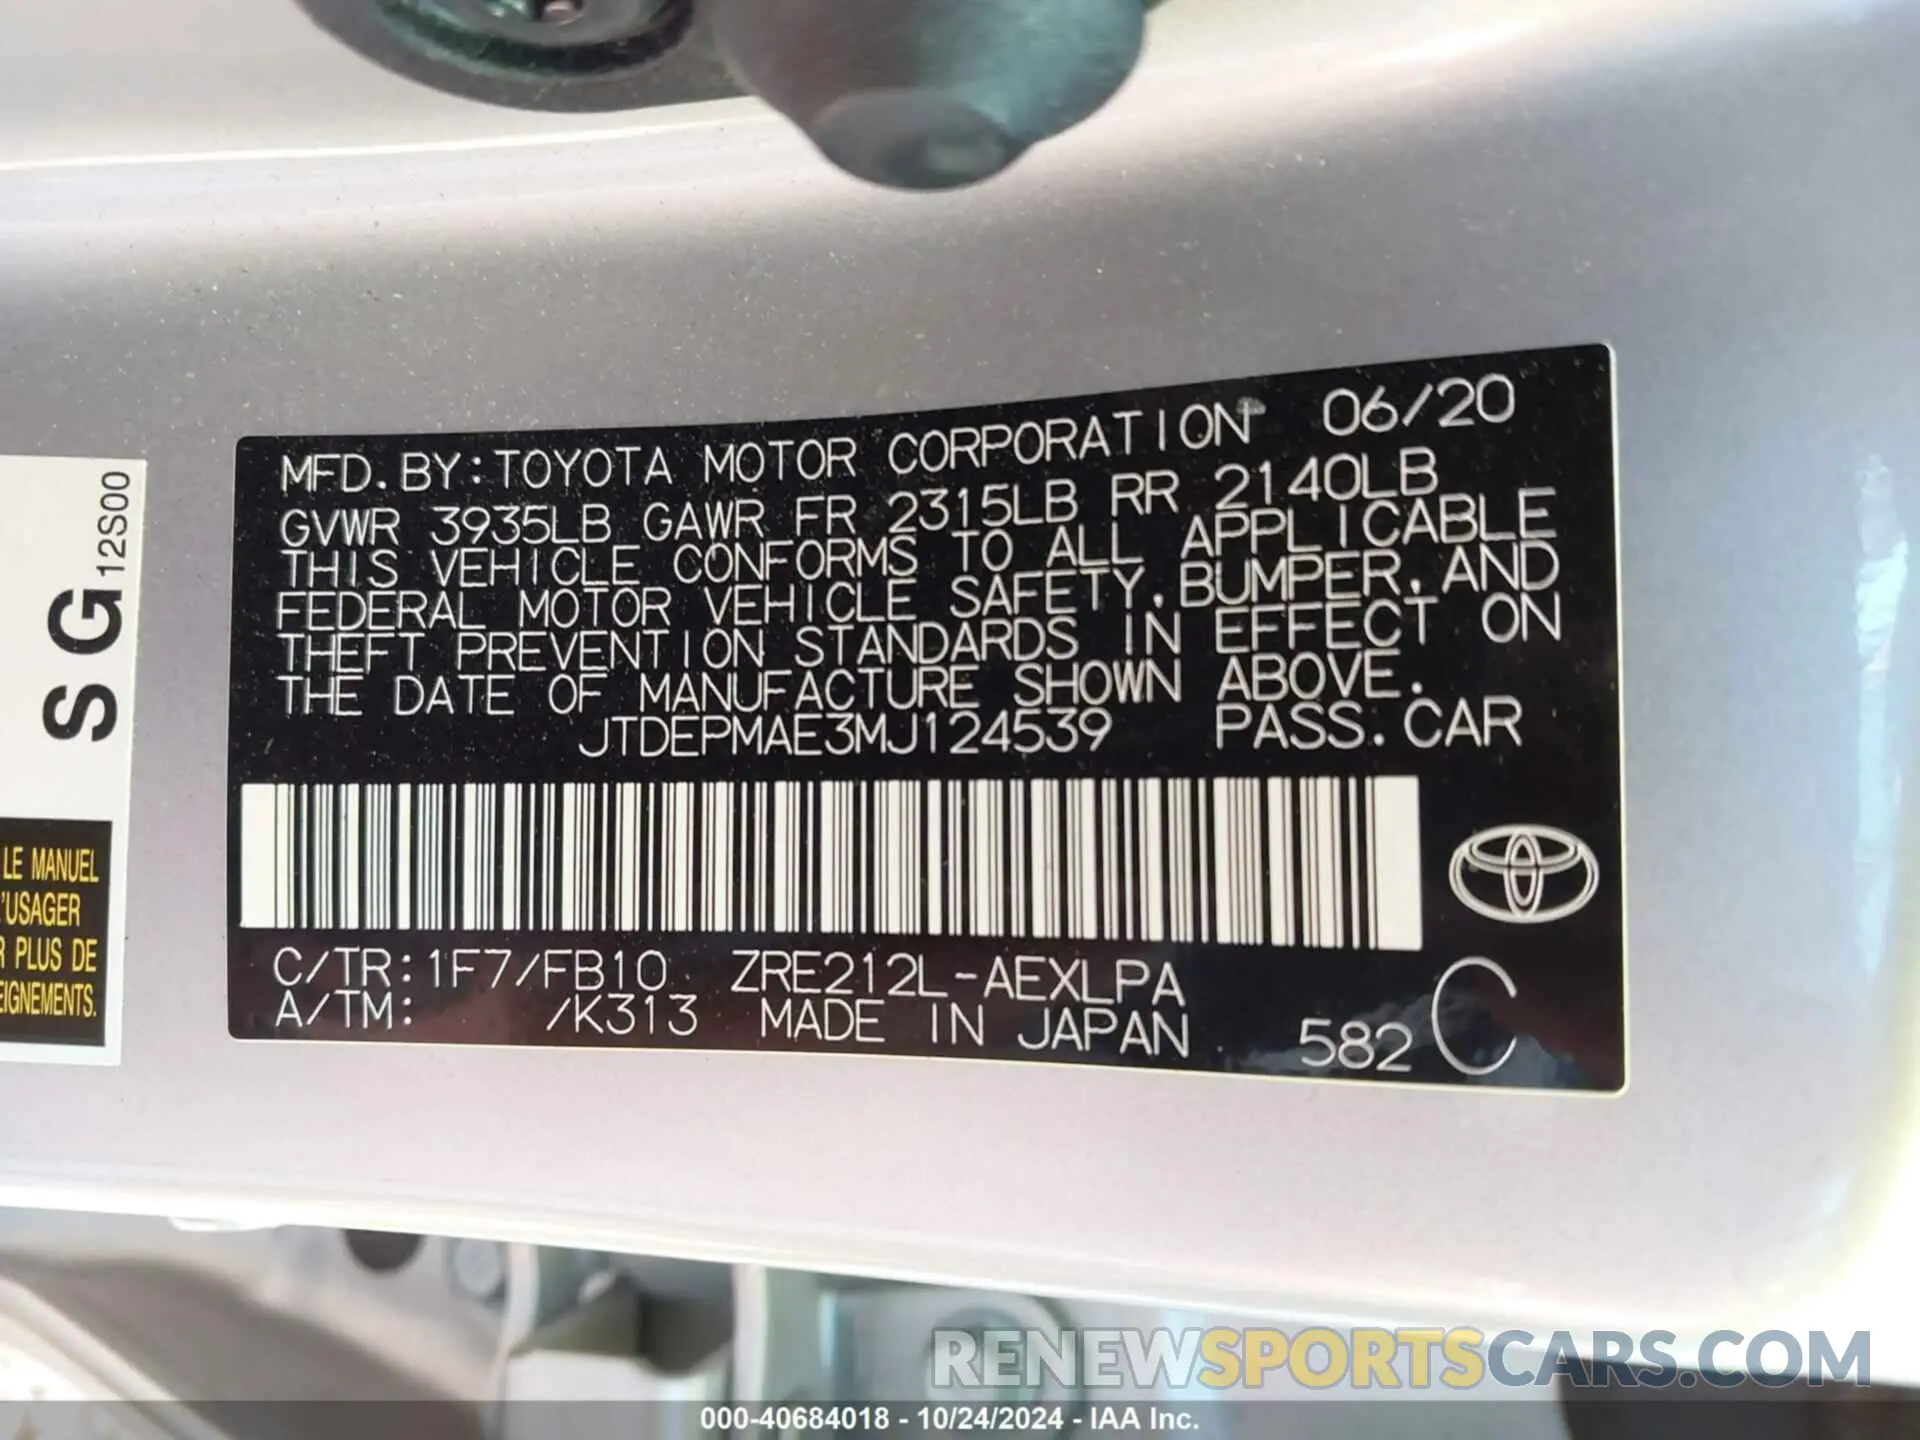 MFD. BY: TOYOTA MOTOR CORPORATION 06/20
GVWR 3935LB GAWR FR 2315LB RR 2140LB
THIS VEHICLE CONFORMS TO ALL APPLICABLE
FEDERAL MOTOR VEHICLE SAFETY, BUMPER, AND
THEFT PREVENTION STANDARDS IN EFFECT ON
THE DATE OF MANUFACTURE SHOWN ABOVE.
JTDEPMAE3MJ124539 PASS. CAR
C/TR: 1F7/FB10 ZRE212L-AEXLPA
A/TM: /K313 MADE IN JAPAN 582 C
S G 12S00
LE MANUEL
'USAGER
R PLUS DE
EIGNEMENTS.
RENEWSPORTSCARS.COM
000-40684018 - 10/24/2024 - IAA Inc.